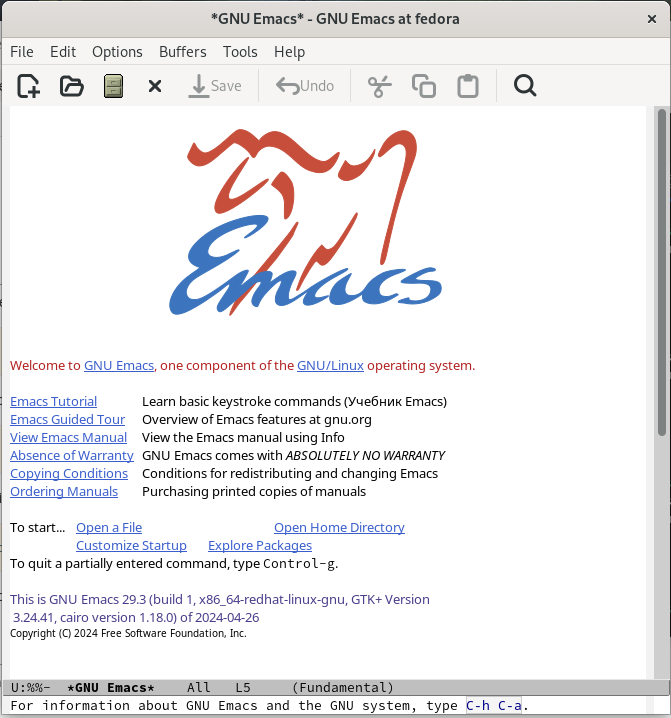 *GNU Emacs* - GNU Emacs at fedora
File Edit Options Buffers Tools Help
Save Undo
Emacs
Welcome to GNU Emacs, one component of the GNU/Linux operating system.
Emacs Tutorial Learn basic keystroke commands (Учебник Emacs)
Emacs Guided Tour Overview of Emacs features at gnu.org
View Emacs Manual View the Emacs manual using Info
Absence of Warranty GNU Emacs comes with ABSOLUTELY NO WARRANTY
Copying Conditions Conditions for redistributing and changing Emacs
Ordering Manuals Purchasing printed copies of manuals
To start... Open a File Open Home Directory
Customize Startup Explore Packages
To quit a partially entered command, type Control-g.
This is GNU Emacs 29.3 (build 1, x86_64-redhat-linux-gnu, GTK+ Version
3.24.41, cairo version 1.18.0) of 2024-04-26
Copyright (C) 2024 Free Software Foundation, Inc.
U:%%- *GNU Emacs* All L5 (Fundamental)
For information about GNU Emacs and the GNU system, type C-h C-a.